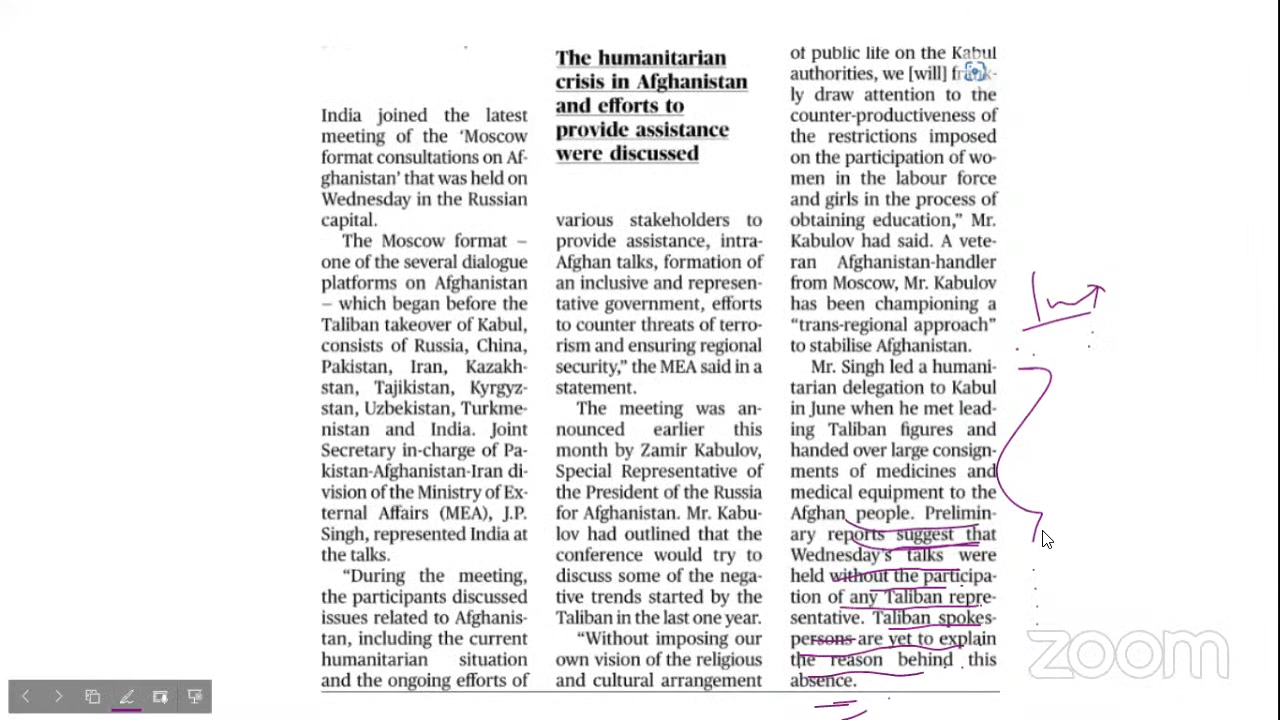 India joined the latest
meeting of the ‘Moscow
format consultations on Af-
ghanistan’ that was held on
Wednesday in the Russian
capital.
The Moscow format –
one of the several dialogue
platforms on Afghanistan
– which began before the
Taliban takeover of Kabul,
consists of Russia, China,
Pakistan, Iran, Kazakh-
stan, Tajikistan, Kyrgyz-
stan, Uzbekistan, Turkme-
nistan and India. Joint
Secretary in-charge of Pa-
kistan-Afghanistan-Iran di-
vision of the Ministry of Ex-
ternal Affairs (MEA), J.P.
Singh, represented India at
the talks.
“During the meeting,
the participants discussed
issues related to Afghanis-
tan, including the current
humanitarian situation
and the ongoing efforts of
The humanitarian
crisis in Afghanistan
and efforts to
provide assistance
were discussed
various stakeholders to
provide assistance, intra-
Afghan talks, formation of
an inclusive and represen-
tative government, efforts
to counter threats of terro-
rism and ensuring regional
security,” the MEA said in a
statement.
The meeting was an-
nounced earlier this
month by Zamir Kabulov,
Special Representative of
the President of the Russia
for Afghanistan. Mr. Kabu-
lov had outlined that the
conference would try to
discuss some of the nega-
tive trends started by the
Taliban in the last one year.
“Without imposing our
own vision of the religious
and cultural arrangement
of public life on the Kabul
authorities, we [will] frank-
ly draw attention to the
counter-productiveness of
the restrictions imposed
on the participation of wo-
men in the labour force
and girls in the process of
obtaining education,” Mr.
Kabulov had said. A vete-
ran Afghanistan-handler
from Moscow, Mr. Kabulov
has been championing a
“trans-regional approach”
to stabilise Afghanistan.
Mr. Singh led a humani-
tarian delegation to Kabul
in June when he met lead-
ing Taliban figures and
handed over large consign-
ments of medicines and
medical equipment to the
Afghan people. Prelimin-
ary reports suggest that
Wednesday’s talks were
held without the participa-
tion of any Taliban repre-
sentative. Taliban spokes-
persons are yet to explain
the reason behind this
absence.
zoom